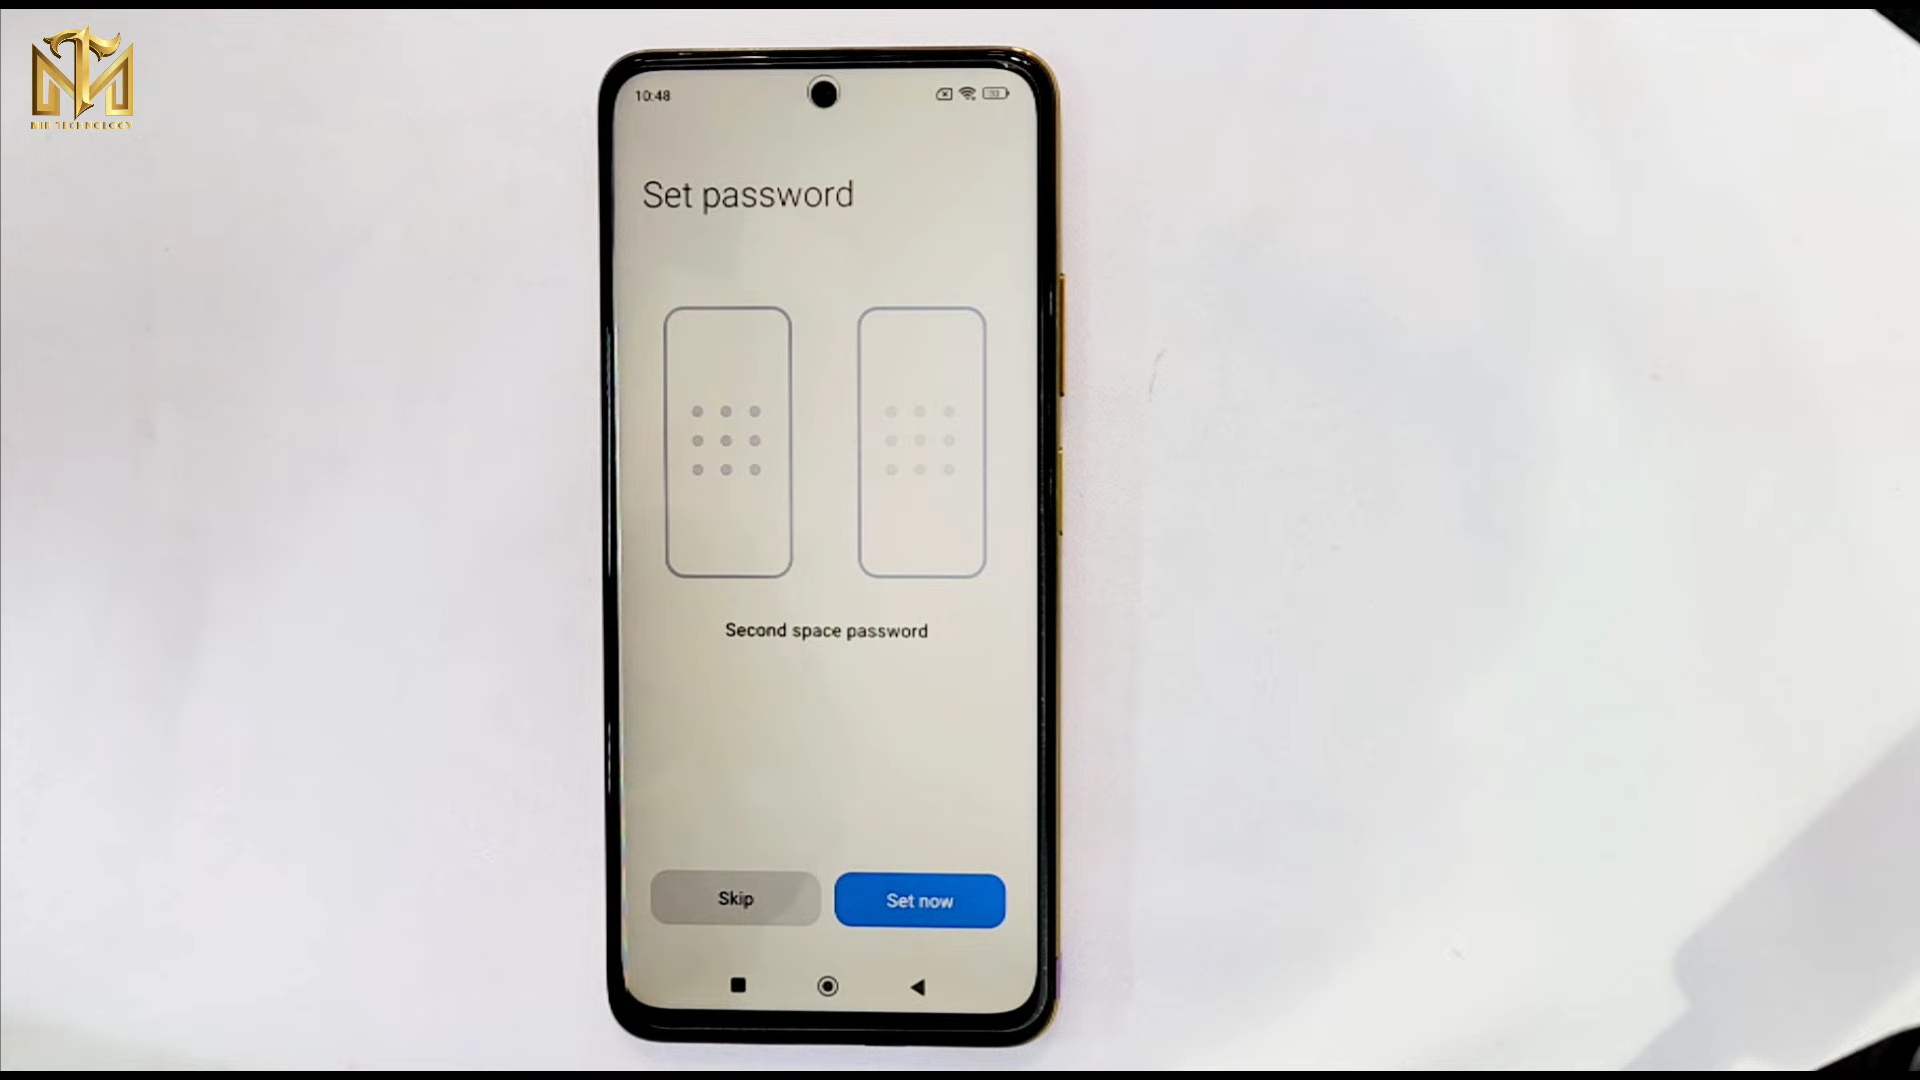 10:48
Set password
Second space password
Skip
Set now